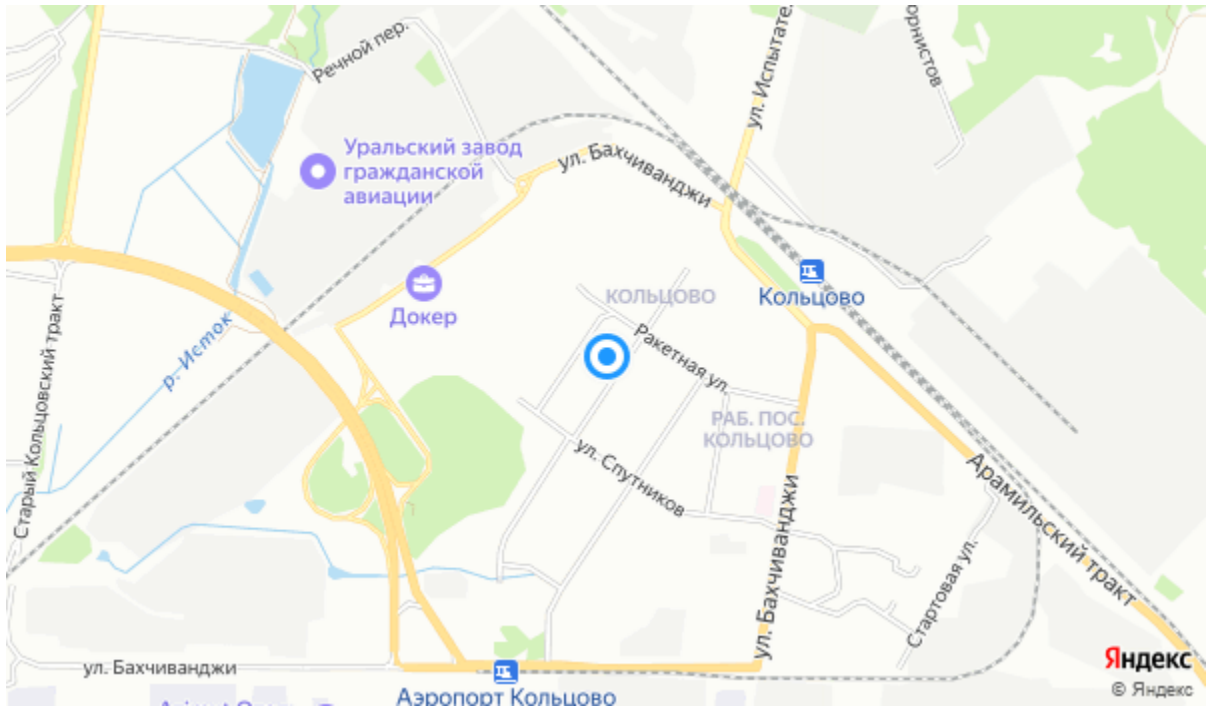 Речной пер.
ул. Испытате
орнистов
Уральский завод
гражданской
авиации
ул. Бахчиванджи
Кольцово
КОЛЬЦОВО
Докер
р. Исток
Ракетная ул.
Старый Кольцовский тракт
РАБ. ПОС.
КОЛЬЦОВО
ул. Спутников
Арамильский тракт
ул. Бахчиванджи
Стартовая ул.
ул. Бахчиванджи
Аэропорт Кольцово
Яндекс
© Яндекс